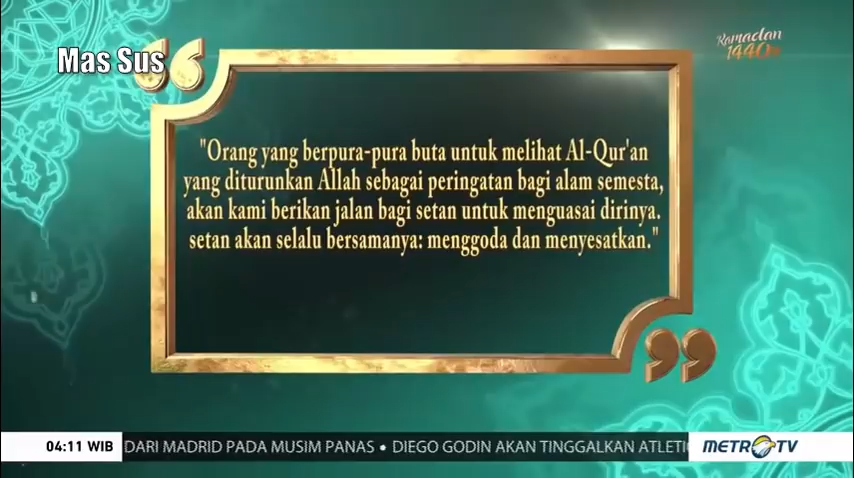 Mas Sus
Ramadan
1440H
"Orang yang berpura-pura buta untuk melihat Al-Qur'an
yang diturunkan Allah sebagai peringatan bagi alam semesta,
akan kami berikan jalan bagi setan untuk menguasai dirinya.
setan akan selalu bersamanya: menggoda dan menyesatkan."
04:11 WIB
DARI MADRID PADA MUSIM PANAS • DIEGO GODIN AKAN TINGGALKAN ATLETI
METRO TV